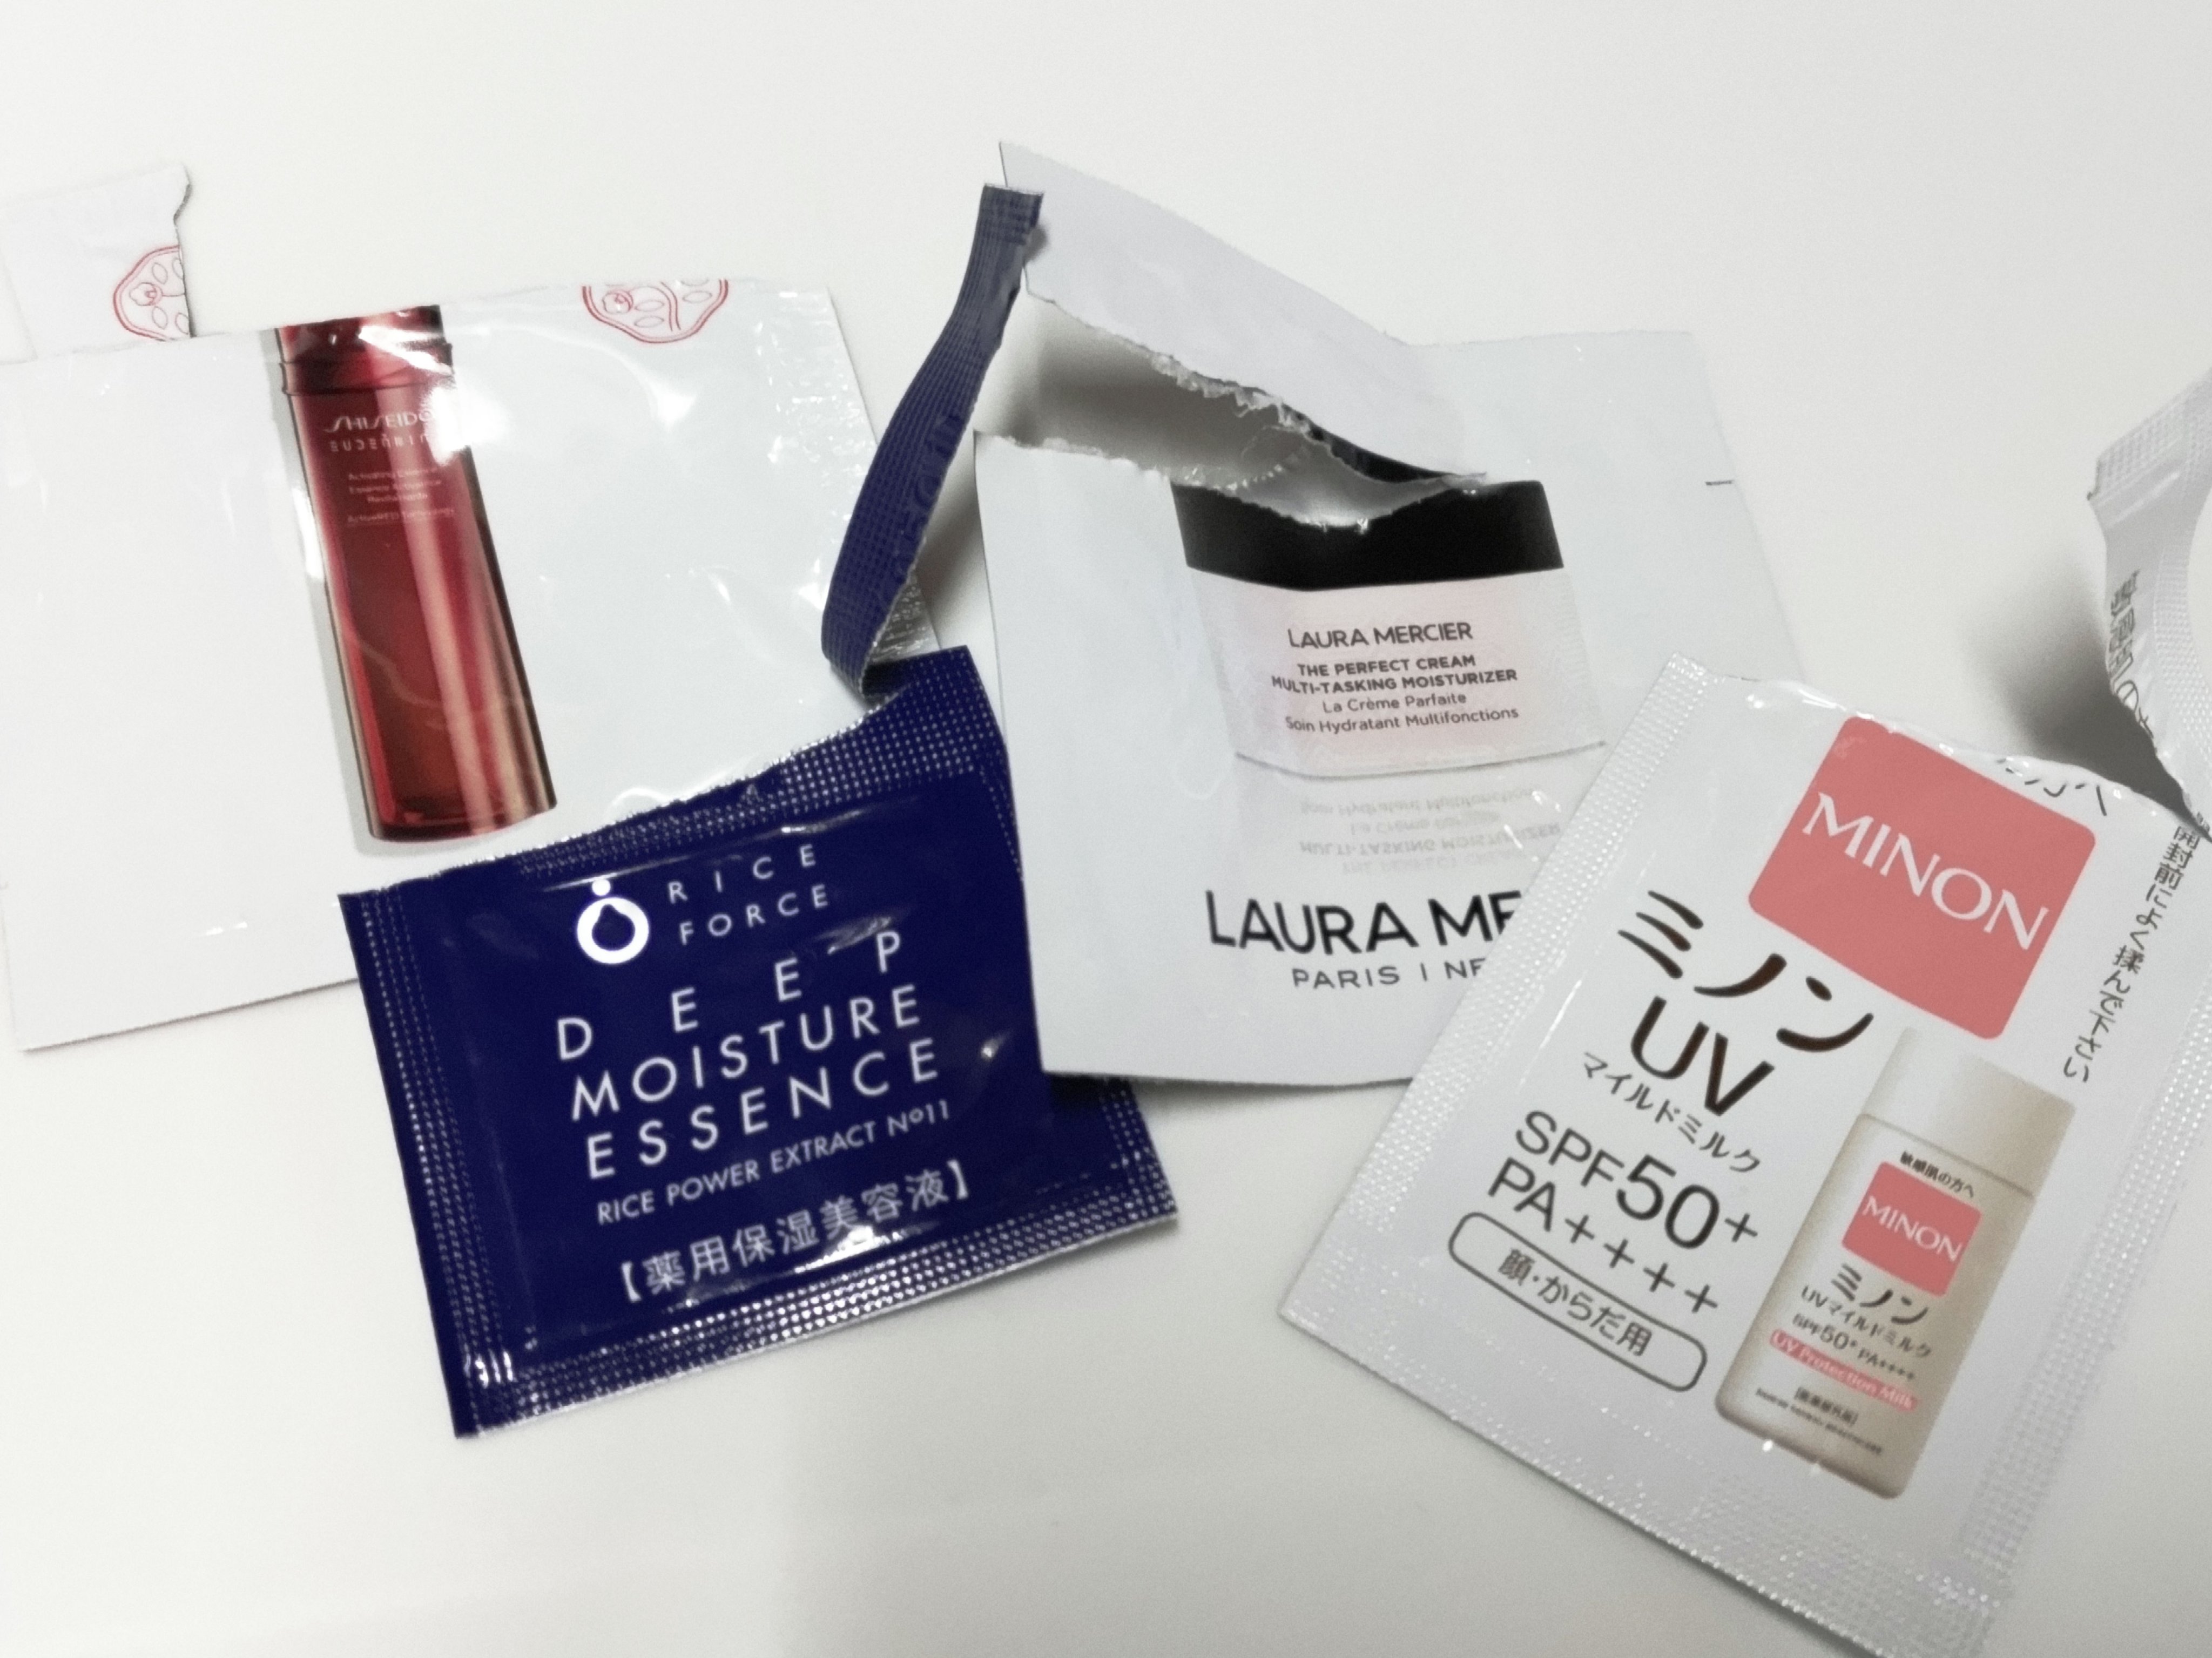 SHISEIDO
EUDERMINE
RICE
FORCE
DEEP
MOISTURE
ESSENCE
RICE POWER EXTRACT Nº11
【薬用保湿美容液】
LAURA MERCIER
THE PERFECT CREAM
MULTI-TASKING MOISTURIZER
La Crème Parfaite
Soin Hydratant Multifonctions
LAURA ME
PARIS | NE
MINON
ミノン
UV
マイルドミルク
SPF50+
PA++++
顔・からだ用
開封前によく揉んで下さい
敏感肌の方へ
MINON
ミノン
UVマイルドミルク
SPF50+ PA++++
UV Protection Milk